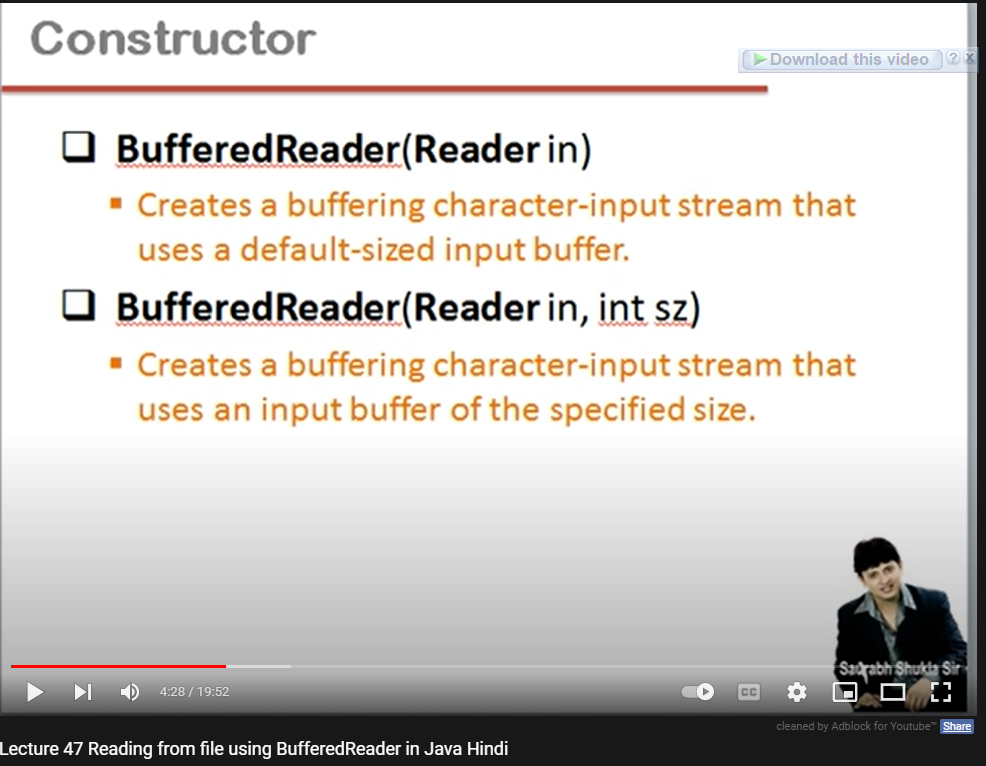 Constructor
Download this video ? x
BufferedReader(Reader in)
Creates a buffering character-input stream that
uses a default-sized input buffer.
BufferedReader(Reader in, int sz)
Creates a buffering character-input stream that
uses an input buffer of the specified size.
Saurabh Shukla Sir
4:28 / 19:52
CC
cleaned by Adblock for Youtube™ Share
Lecture 47 Reading from file using BufferedReader in Java Hindi